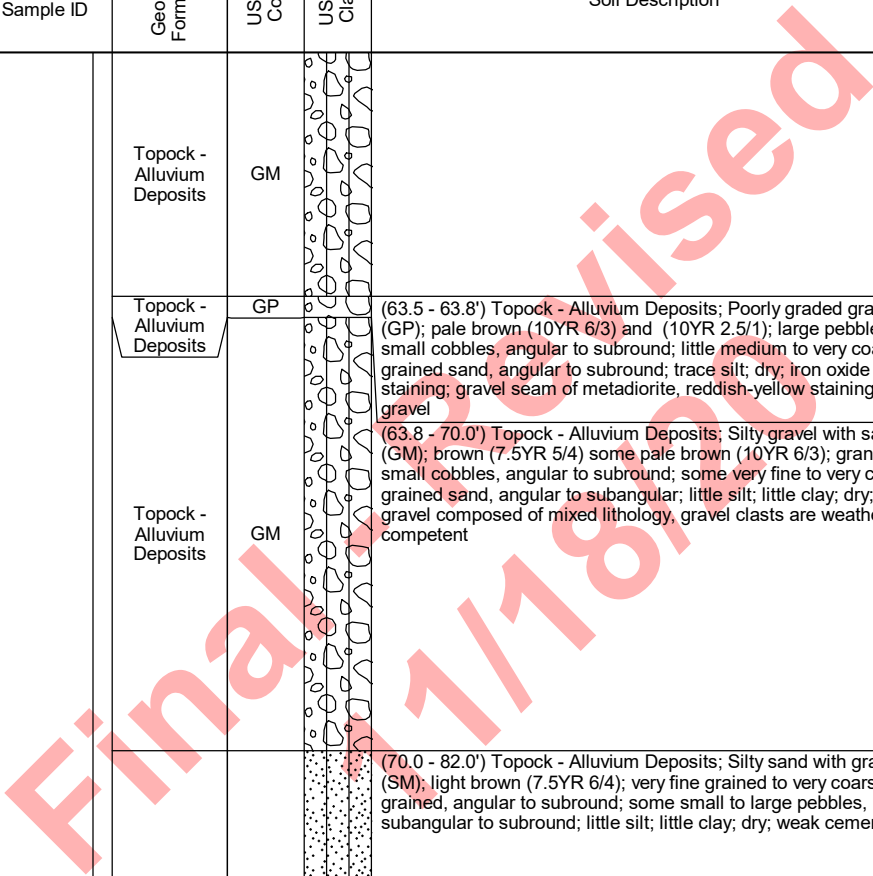 Sample ID
Geo
Form
US
Co
US
Cla
Soil Description
Topock -
Alluvium
Deposits
GM
Topock -
Alluvium
Deposits
GP
(63.5 - 63.8') Topock - Alluvium Deposits; Poorly graded gra
(GP); pale brown (10YR 6/3) and (10YR 2.5/1); large pebble
small cobbles, angular to subround; little medium to very coa
grained sand, angular to subround; trace silt; dry; iron oxide
staining; gravel seam of metadiorite, reddish-yellow staining
gravel
(63.8 - 70.0') Topock - Alluvium Deposits; Silty gravel with sa
(GM); brown (7.5YR 5/4) some pale brown (10YR 6/3); gran
small cobbles, angular to subround; some very fine to very c
grained sand, angular to subangular; little silt; little clay; dry;
gravel composed of mixed lithology, gravel clasts are weathe
competent
Topock -
Alluvium
Deposits
GM
(70.0 - 82.0') Topock - Alluvium Deposits; Silty sand with gra
(SM); light brown (7.5YR 6/4); very fine grained to very coars
grained, angular to subround; some small to large pebbles,
subangular to subround; little silt; little clay; dry; weak cemen
Final - Revised
11/18/20